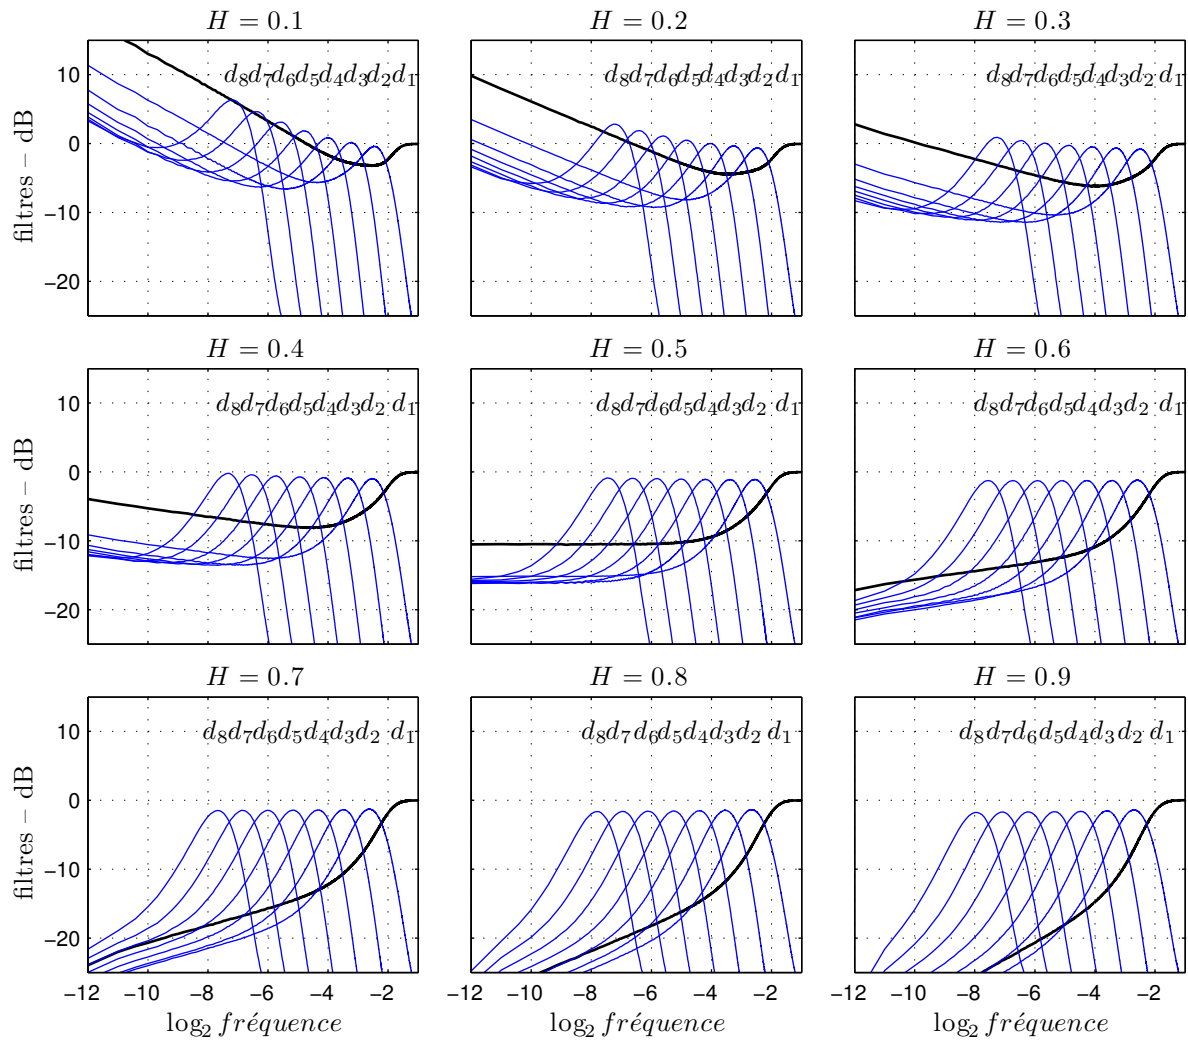 H = 0.1
H = 0.2
H = 0.3
filtres – dB
10
0
−10
−20
d₈d₇d₆d₅d₄d₃d₂d₁
d₈d₇d₆d₅d₄d₃d₂d₁
d₈d₇d₆d₅d₄d₃d₂d₁
H = 0.4
H = 0.5
H = 0.6
filtres – dB
10
0
−10
−20
d₈d₇d₆d₅d₄d₃d₂ d₁
d₈d₇d₆d₅d₄d₃d₂ d₁
d₈d₇d₆d₅d₄d₃d₂ d₁
H = 0.7
H = 0.8
H = 0.9
filtres – dB
10
0
−10
−20
d₈d₇d₆d₅d₄d₃d₂ d₁
d₈d₇d₆d₅d₄d₃d₂ d₁
d₈d₇d₆d₅d₄d₃ d₂ d₁
−12 −10 −8 −6 −4 −2
−12 −10 −8 −6 −4 −2
−12 −10 −8 −6 −4 −2
log₂ fréquence
log₂ fréquence
log₂ fréquence